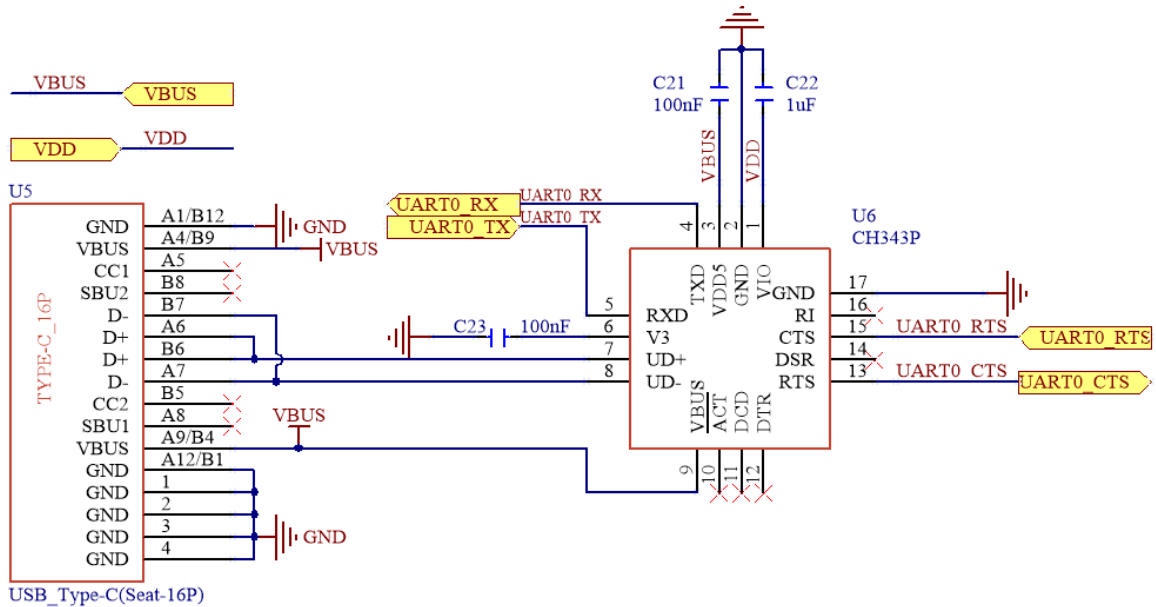 VBUS
VBUS
VDD
VDD
U5
TYPE-C_16P
GND A1/B12 GND
VBUS A4/B9 VBUS
CC1 A5
SBU2 B8
D- B7
D+ A6
D+ B6
D- A7
CC2 B5
SBU1 A8
VBUS
VBUS A9/B4
GND A12/B1
GND 1
GND 2
GND 3 GND
GND 4
USB_Type-C(Seat-16P)
C21
100nF
C22
1uF
VBUS
VDD
UART0_RX UART0_RX
UART0_TX UART0_TX
4 3 2 1
TXD VDD5 GND VIO
U6
CH343P
C23 100nF
5 RXD
6 V3
7 UD+
8 UD-
GND 17
RI 16
CTS 15 UART0_RTS UART0_RTS
DSR 14
RTS 13 UART0_CTS UART0_CTS
VBUS ACT DCD DTR
9 10 11 12